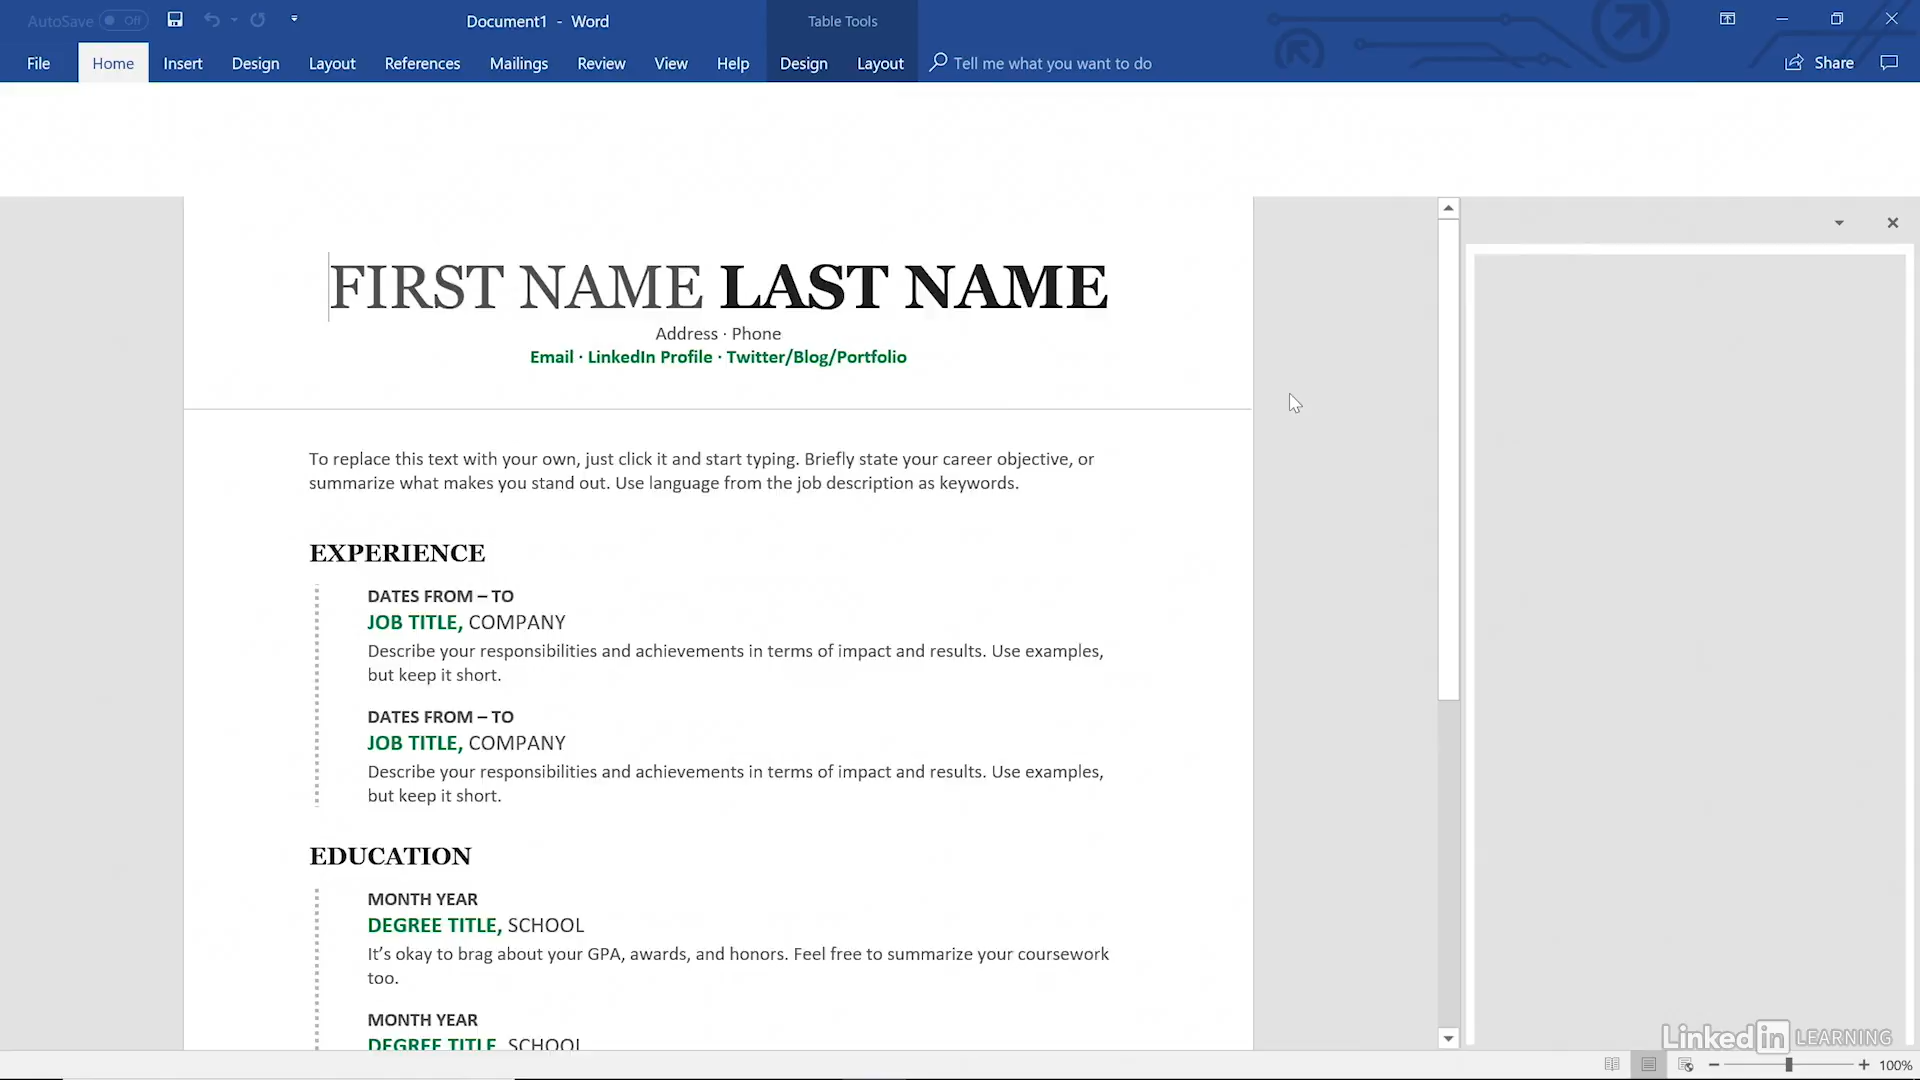 AutoSave Off
Document1 - Word
Table Tools
File Home Insert Design Layout References Mailings Review View Help Design Layout Tell me what you want to do Share
FIRST NAME LAST NAME
Address · Phone
Email · LinkedIn Profile · Twitter/Blog/Portfolio
To replace this text with your own, just click it and start typing. Briefly state your career objective, or
summarize what makes you stand out. Use language from the job description as keywords.
EXPERIENCE
DATES FROM – TO
JOB TITLE, COMPANY
Describe your responsibilities and achievements in terms of impact and results. Use examples,
but keep it short.
DATES FROM – TO
JOB TITLE, COMPANY
Describe your responsibilities and achievements in terms of impact and results. Use examples,
but keep it short.
EDUCATION
MONTH YEAR
DEGREE TITLE, SCHOOL
It’s okay to brag about your GPA, awards, and honors. Feel free to summarize your coursework
too.
MONTH YEAR
DEGREE TITLE, SCHOOL
LinkedIn LEARNING
100%